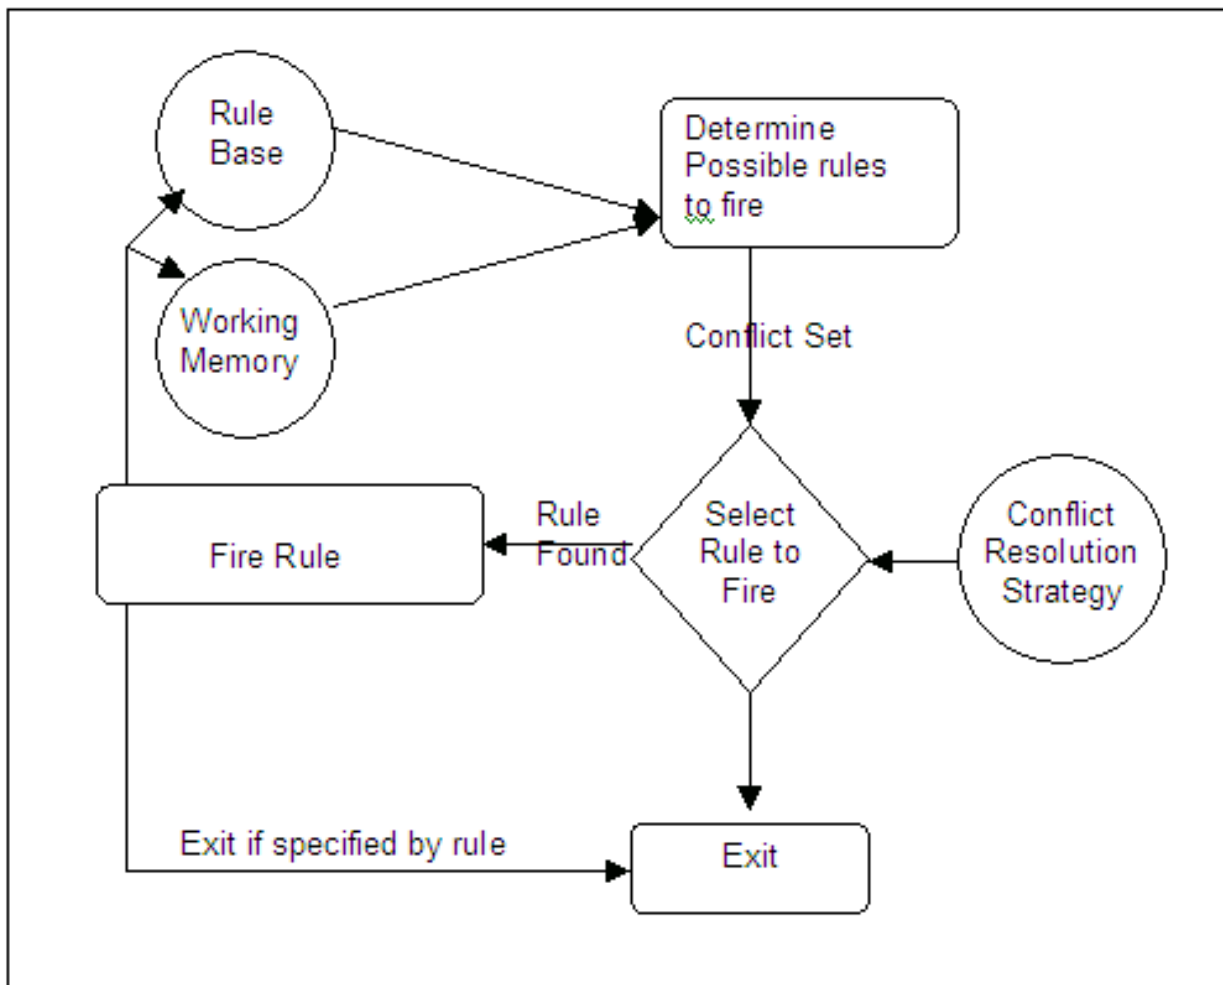 Rule
Base
Determine
Possible rules
to fire
Working
Memory
Conflict Set
Rule
Found
Select
Rule to
Fire
Conflict
Resolution
Strategy
Fire Rule
Exit if specified by rule
Exit